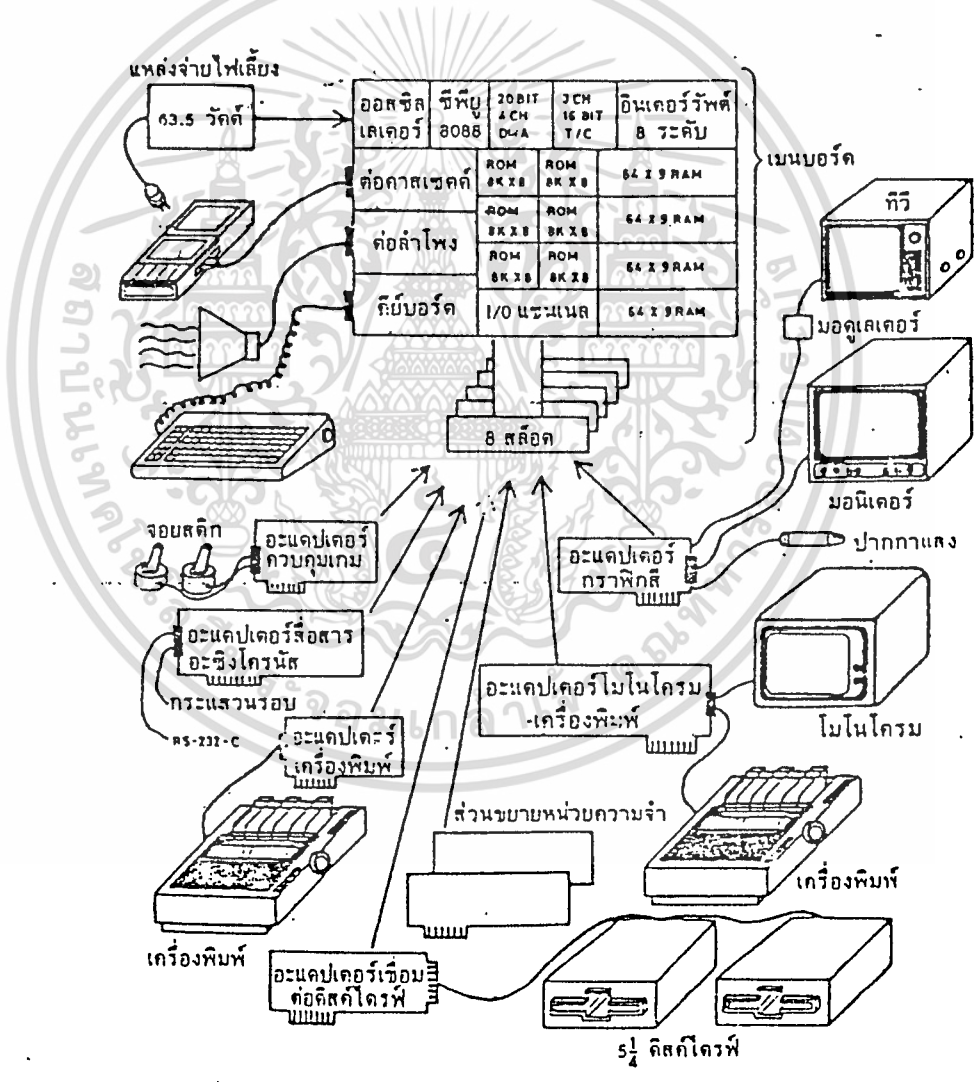 แหล่งจ่ายไฟเลี้ยง
63.5 วัตต์
ออสซิล
เลเตอร์
ซีพียู
8088
20BIT
4 CH
DMA
3CH
16 BIT
T/C
อินเตอร์รัพต์
8 ระดับ
เมนบอร์ด
ต่อคาสเซตต์
ROM
8K X 8
ROM
8K X 8
64 X 9 RAM
ต่อลำโพง
ROM
8K X 8
ROM
8K X 8
64 X 9 RAM
ROM
8K X 8
ROM
8K X 8
64 X 9 RAM
คีย์บอร์ด
I/O แชนเนล
64 X 9 RAM
8 สล็อต
ทีวี
มอดูเลเตอร์
มอนิเตอร์
ปากกาแสง
จอยสติก
อะแดปเตอร์
ควบคุมเกม
อะแดปเตอร์
กราฟิกสี
อะแดปเตอร์สื่อสาร
อะซิงโครนัส
กระแสวนรอบ
RS-232-C
อะแดปเตอร์โมโนโครม
-เครื่องพิมพ์
โมโนโครม
อะแดปเตอร์
เครื่องพิมพ์
ส่วนขยายหน่วยความจำ
เครื่องพิมพ์
เครื่องพิมพ์
อะแดปเตอร์เชื่อม
ต่อดิสค์ไดรฟ์
5 1/4 ดิสก์ไดรฟ์